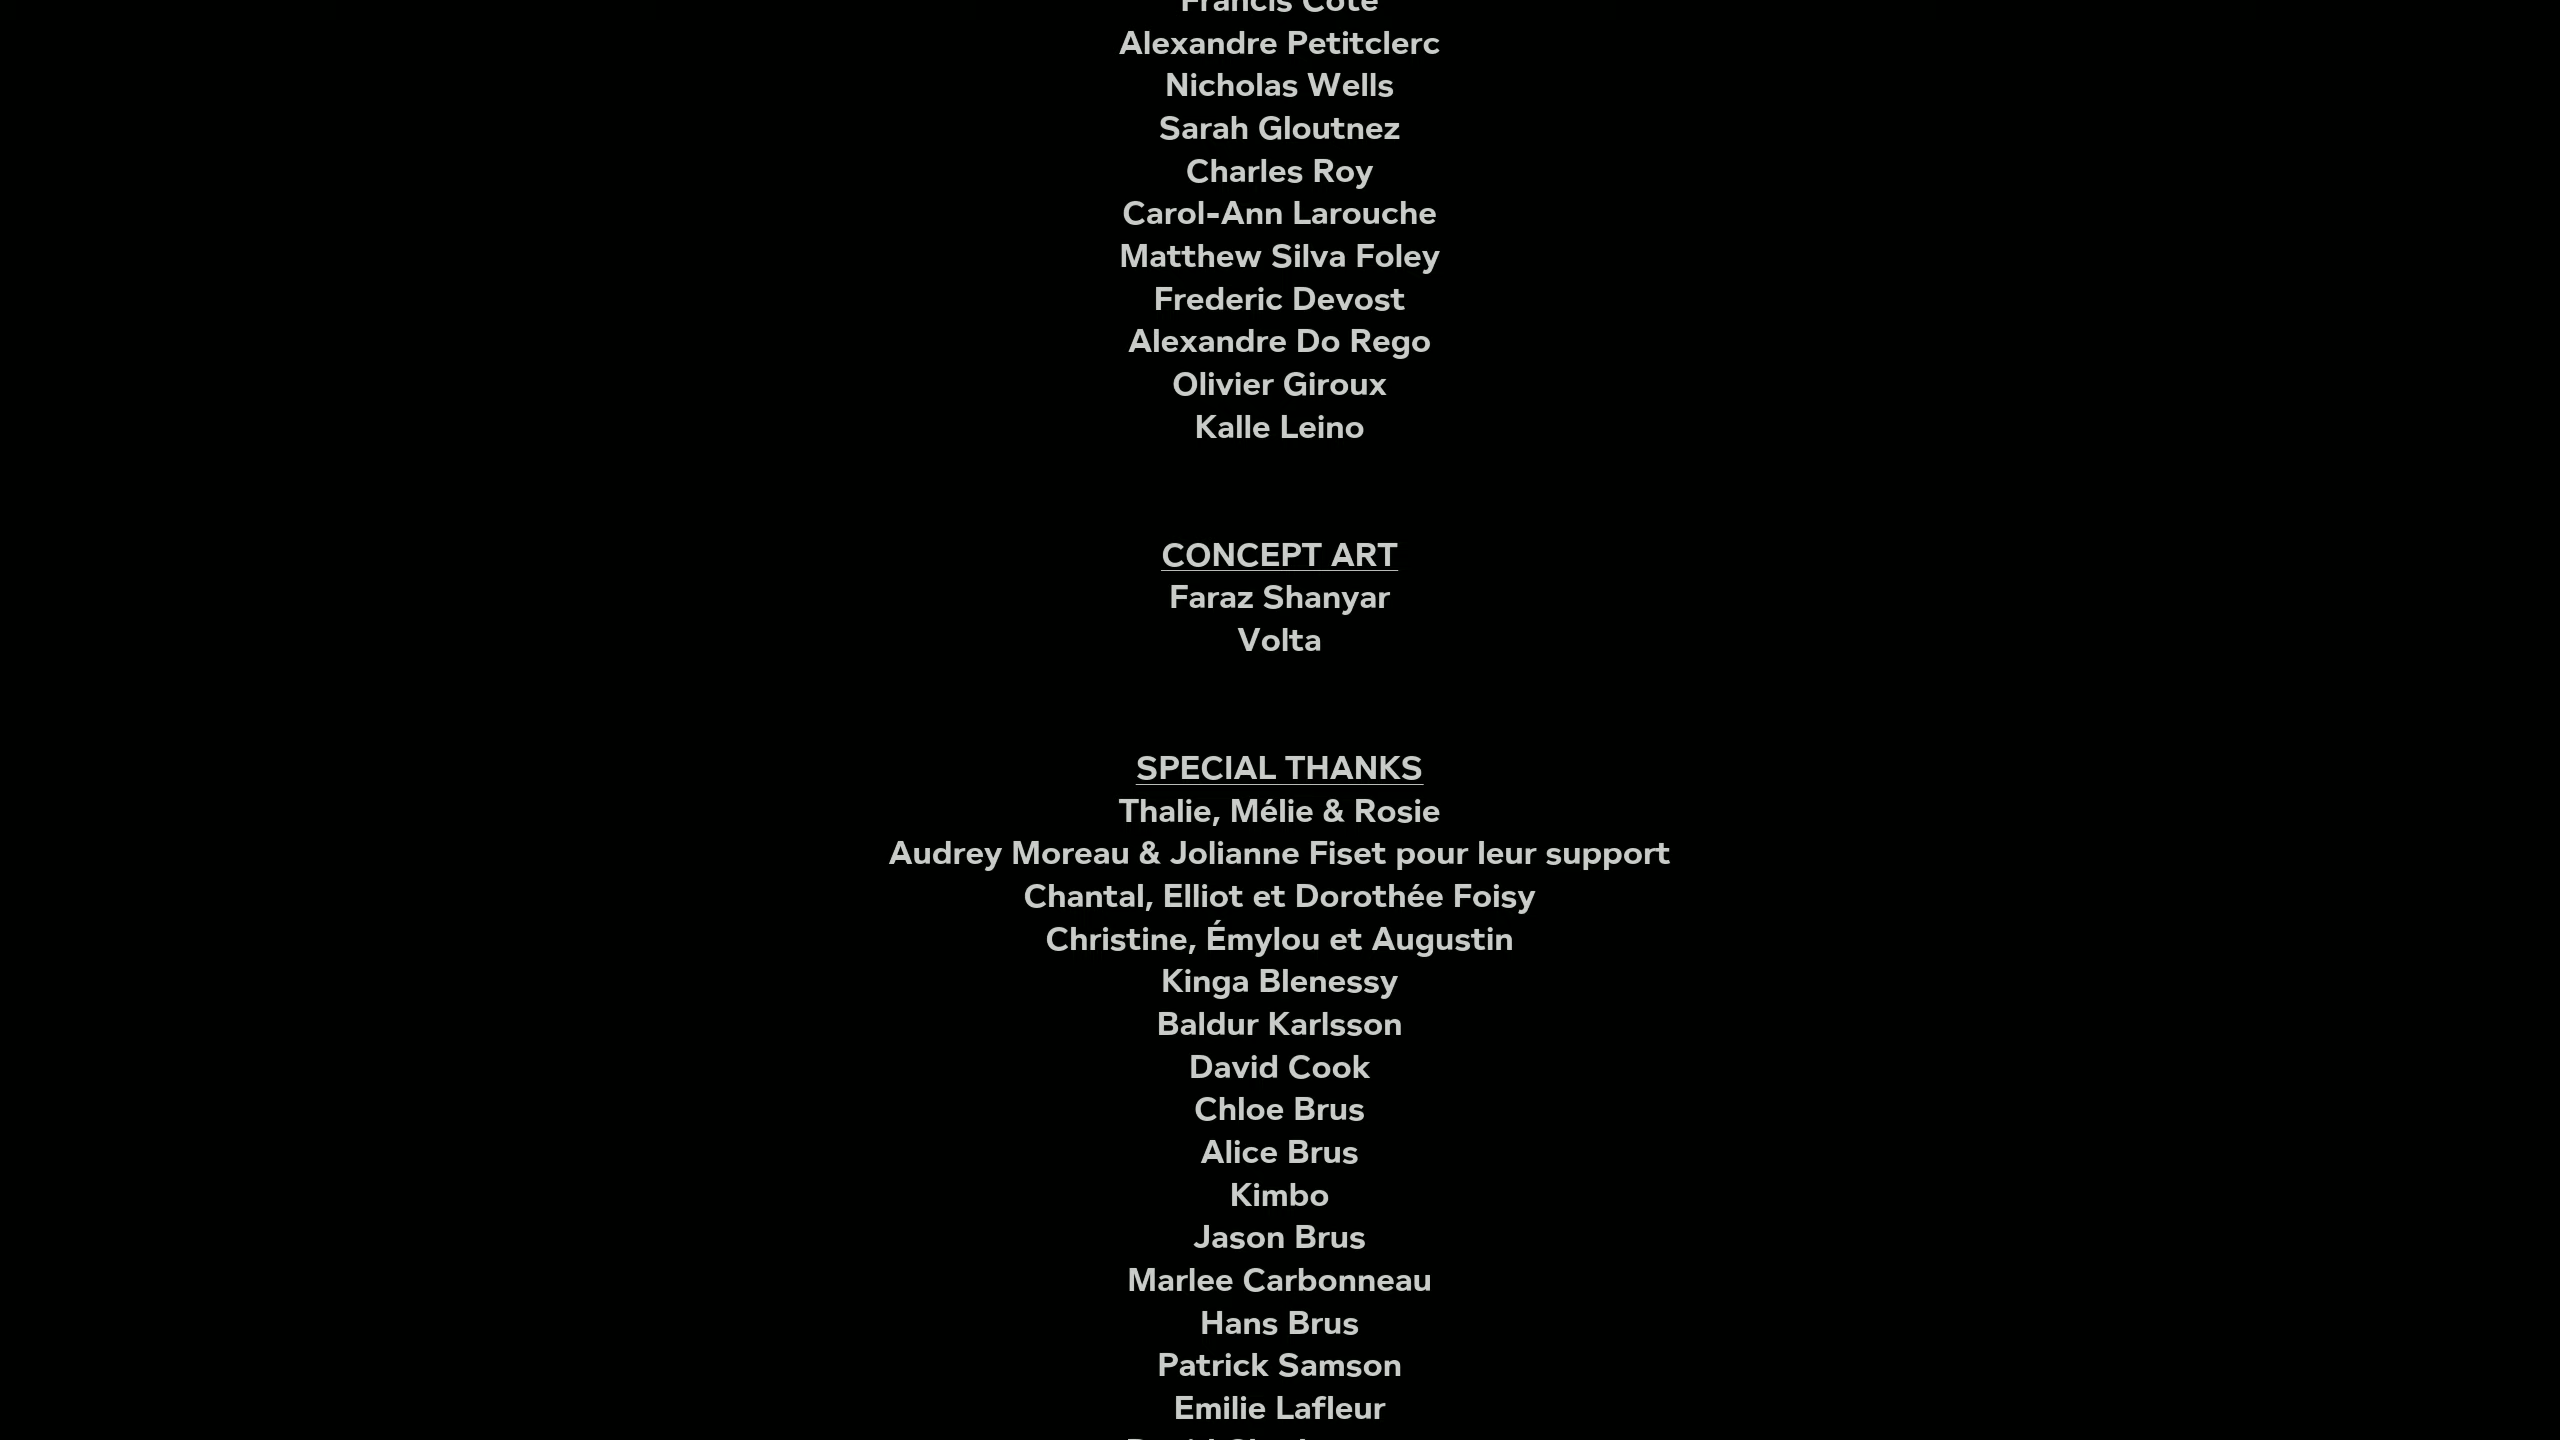 Francis Côté
Alexandre Petitclerc
Nicholas Wells
Sarah Gloutnez
Charles Roy
Carol-Ann Larouche
Matthew Silva Foley
Frederic Devost
Alexandre Do Rego
Olivier Giroux
Kalle Leino
CONCEPT ART
Faraz Shanyar
Volta
SPECIAL THANKS
Thalie, Mélie & Rosie
Audrey Moreau & Jolianne Fiset pour leur support
Chantal, Elliot et Dorothée Foisy
Christine, Émylou et Augustin
Kinga Blenessy
Baldur Karlsson
David Cook
Chloe Brus
Alice Brus
Kimbo
Jason Brus
Marlee Carbonneau
Hans Brus
Patrick Samson
Emilie Lafleur